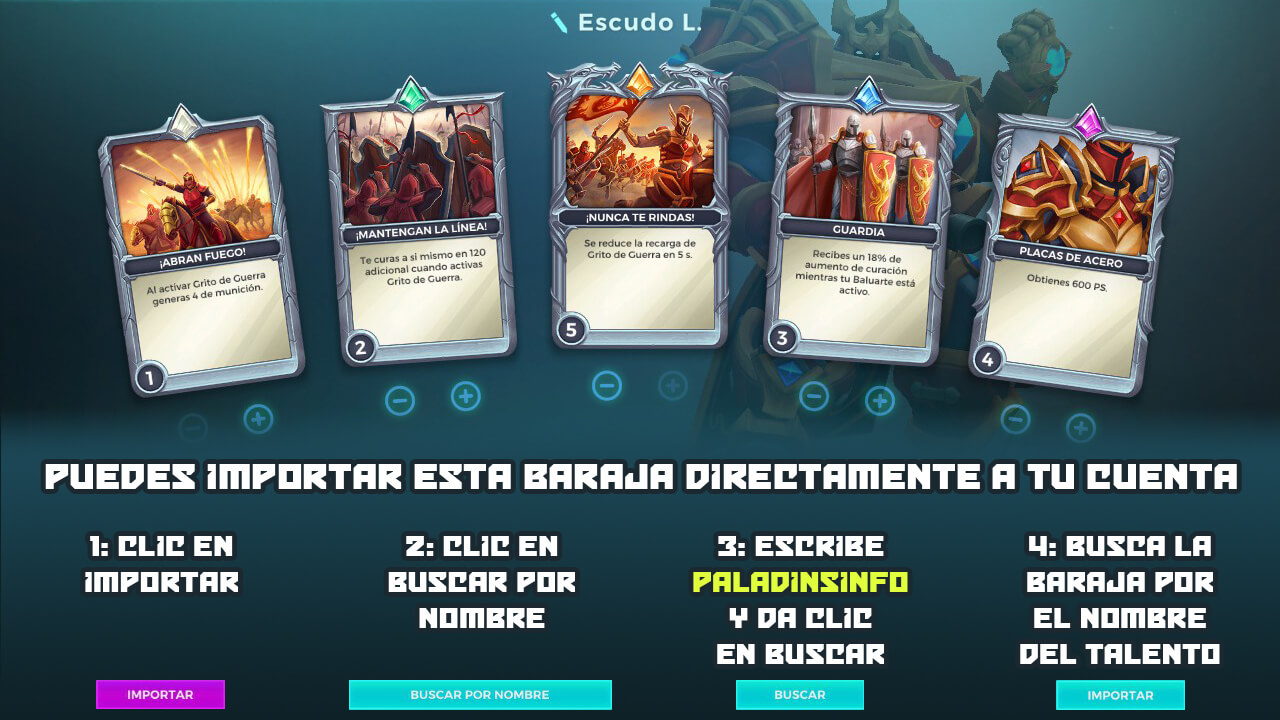 Escudo L.
¡ABRAN FUEGO!
Al activar Grito de Guerra
generas 4 de munición.
1
¡MANTENGAN LA LÍNEA!
Te curas a si mismo en 120
adicional cuando activas
Grito de Guerra.
2
¡NUNCA TE RINDAS!
Se reduce la recarga de
Grito de Guerra en 5 s.
5
GUARDIA
Recibes un 18% de
aumento de curación
mientras tu Baluarte está
activo.
3
PLACAS DE ACERO
Obtienes 600 PS.
4
PUEDES IMPORTAR ESTA BARAJA DIRECTAMENTE A TU CUENTA
1: CLIC EN
IMPORTAR
IMPORTAR
2: CLIC EN
BUSCAR POR
NOMBRE
BUSCAR POR NOMBRE
3: ESCRIBE
PALADINSINFO
Y DA CLIC
EN BUSCAR
BUSCAR
4: BUSCA LA
BARAJA POR
EL NOMBRE
DEL TALENTO
IMPORTAR